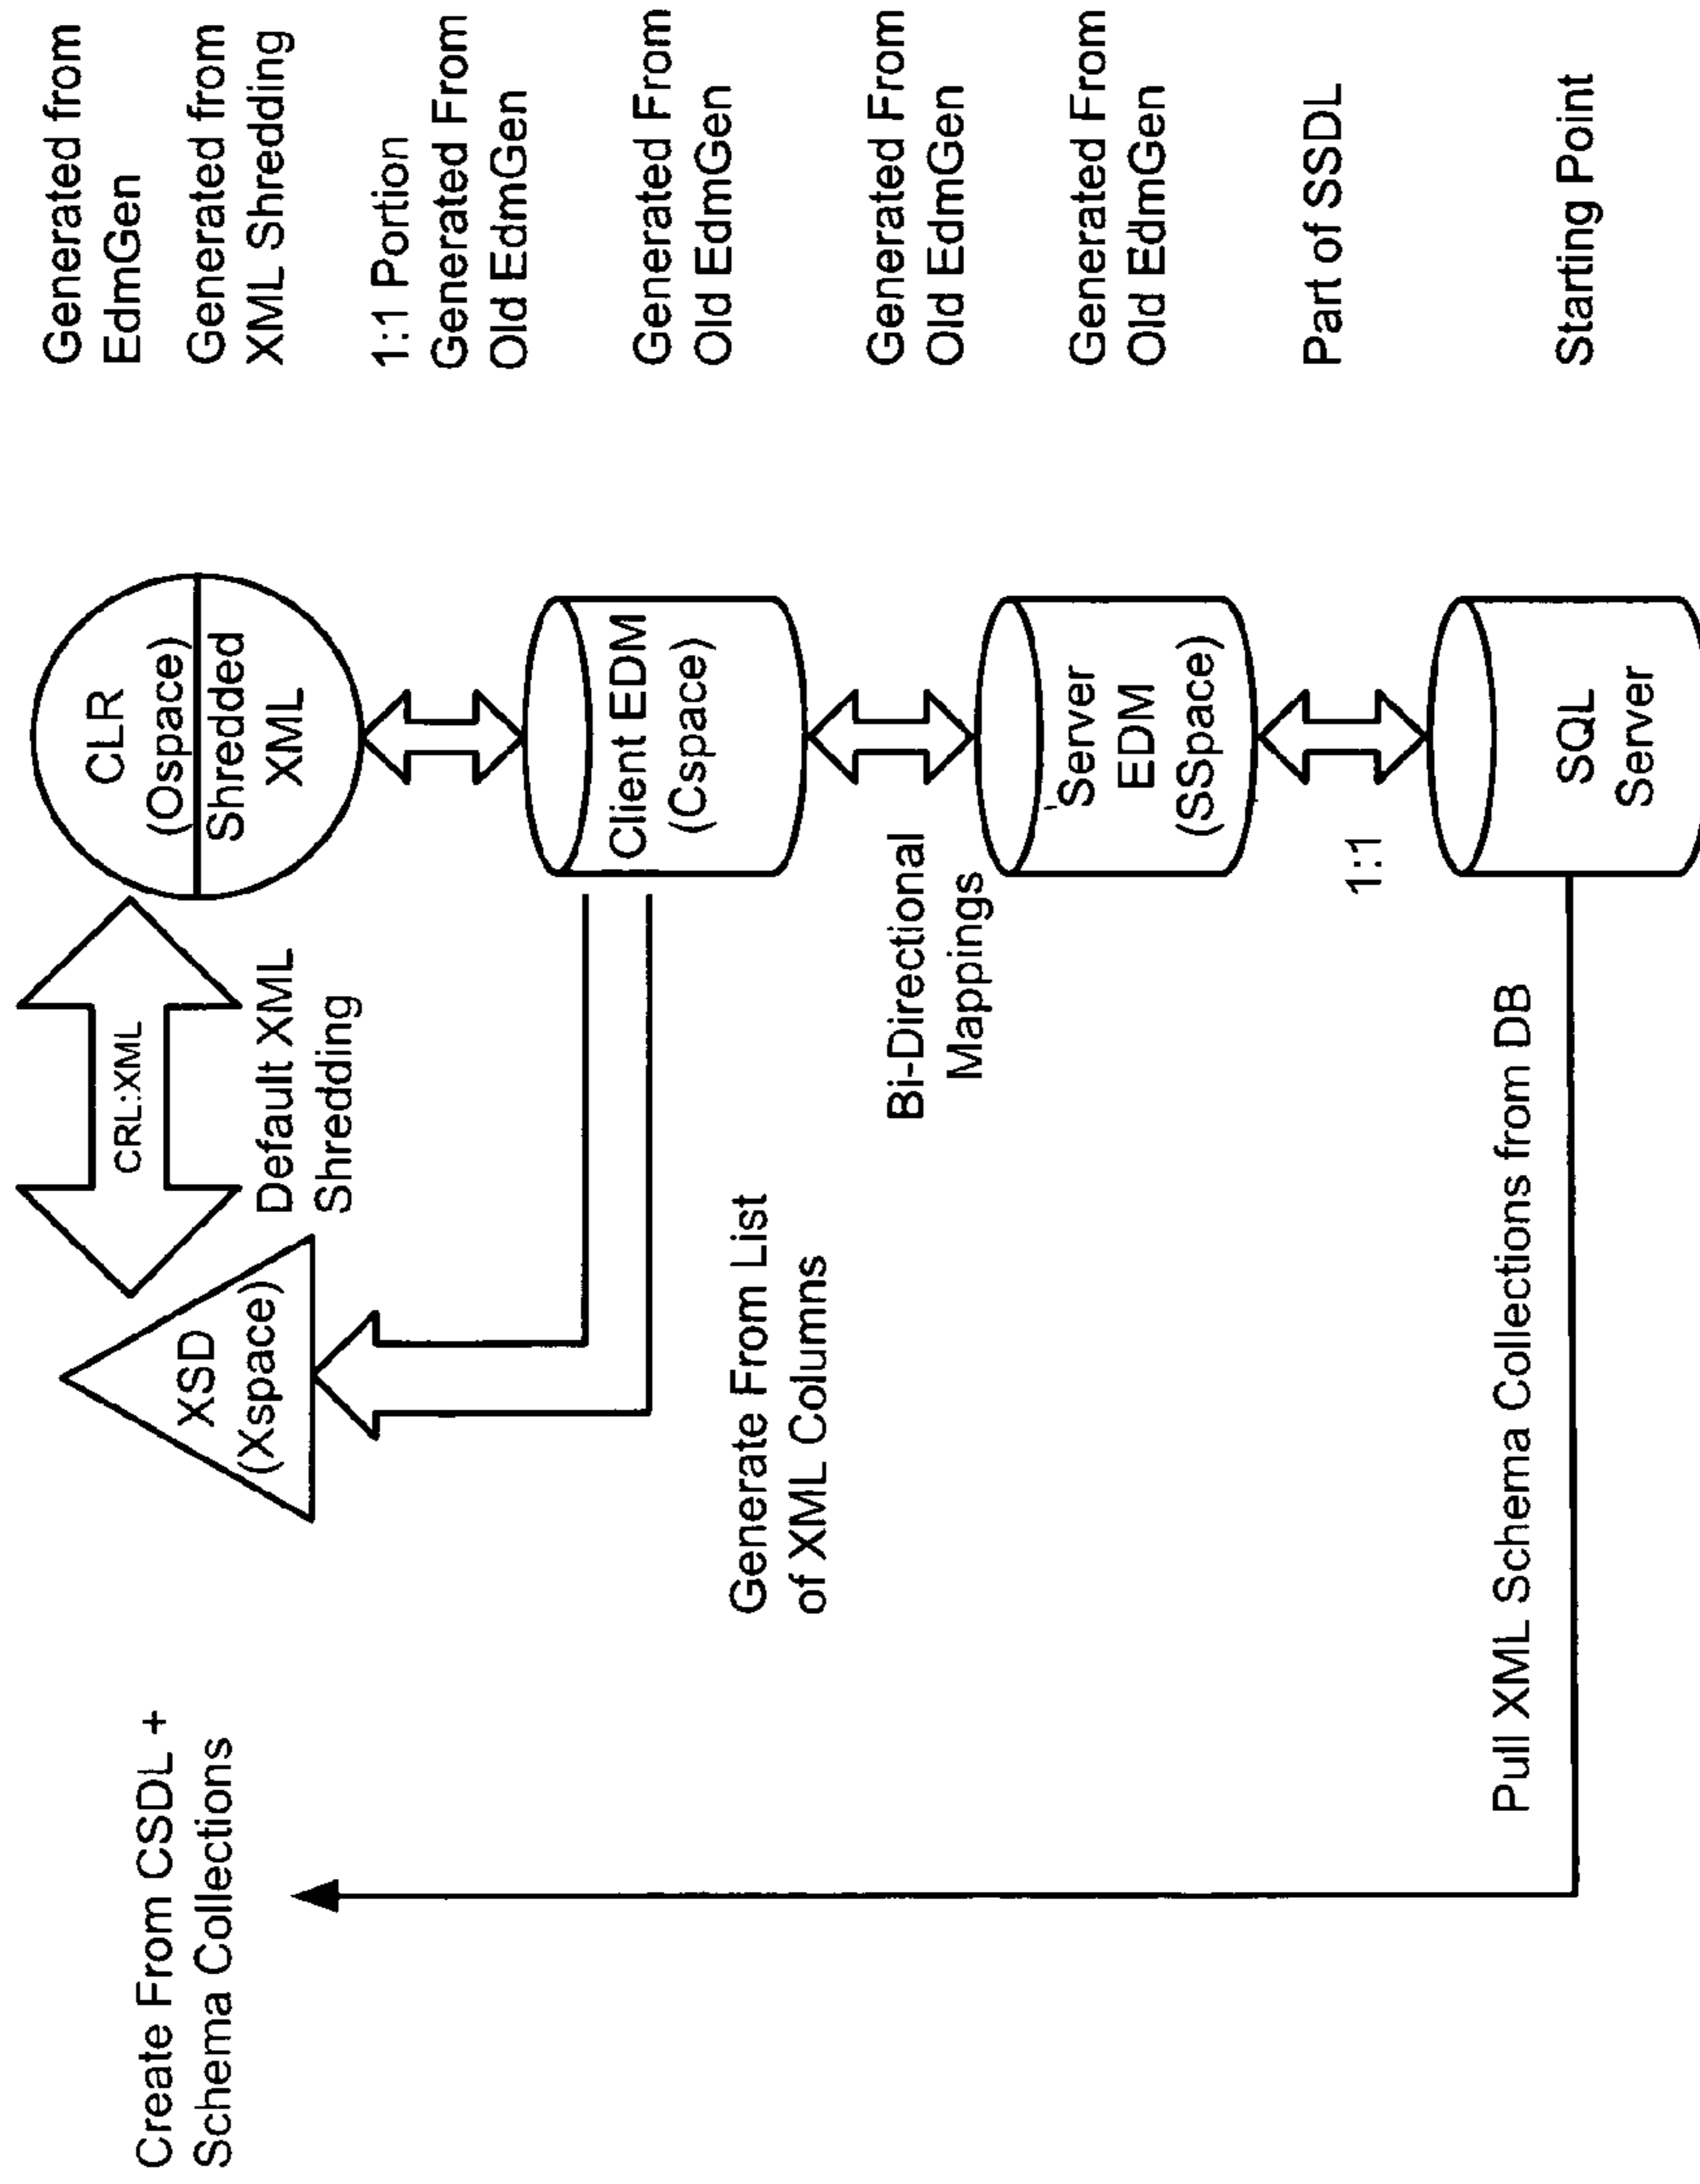 Create From CSDL +
Schema Collections
XSD
(Xspace)
CRL:XML
Default XML
Shredding
CLR
(Ospace)
Shredded
XML
Generated from
EdmGen
Generated from
XML Shredding
1:1 Portion
Generated From
Old EdmGen
Client EDM
(Cspace)
Generated From
Old EdmGen
Generate From List
of XML Columns
Bi-Directional
Mappings
Generated From
Old EdmGen
Server
EDM
(SSpace)
Generated From
Old EdmGen
1:1
Part of SSDL
Pull XML Schema Collections from DB
SQL
Server
Starting Point